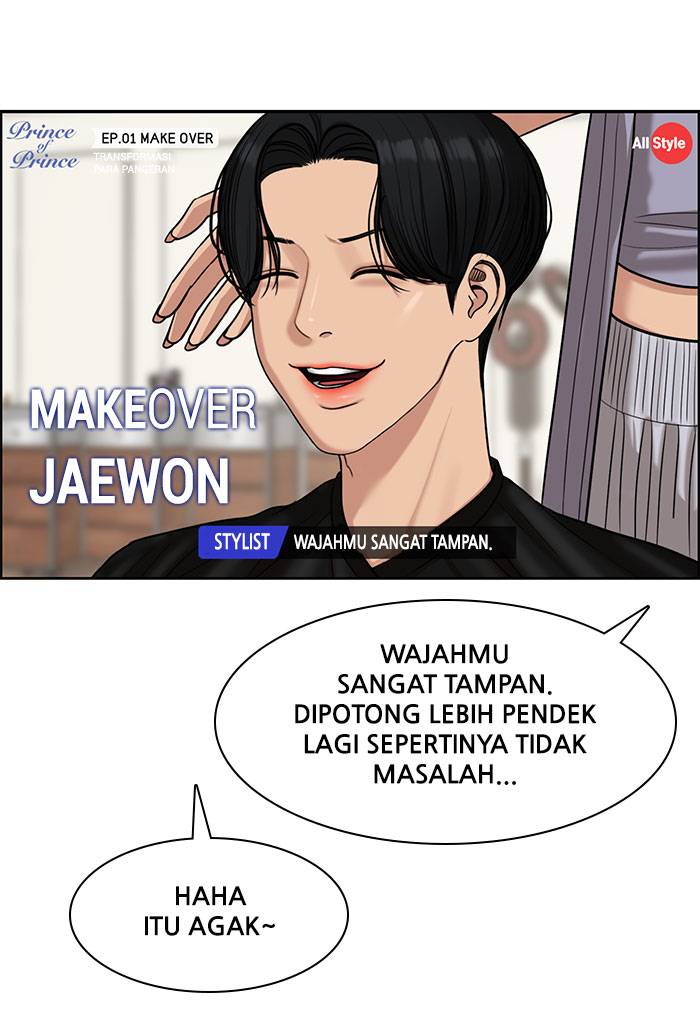 Prince
of
Prince
EP.01 MAKE OVER
TRANSFORMASI
PARA PANGERAN
All Style
MAKEOVER
JAEWON
STYLIST WAJAHMU SANGAT TAMPAN.
WAJAHMU
SANGAT TAMPAN.
DIPOTONG LEBIH PENDEK
LAGI SEPERTINYA TIDAK
MASALAH...
HAHA
ITU AGAK~